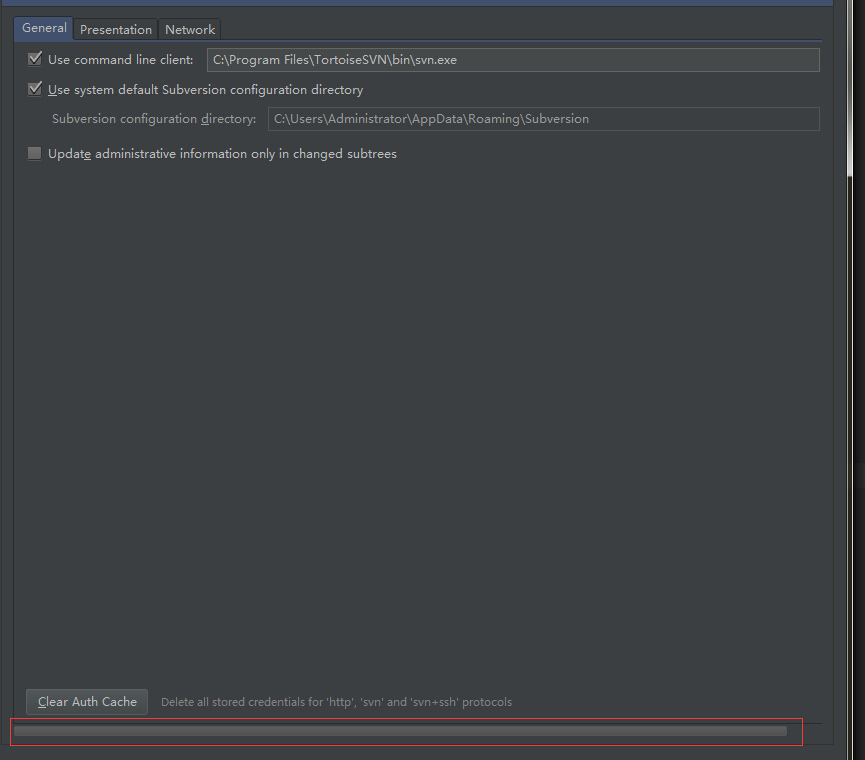 General Presentation Network
Use command line client: C:\Program Files\TortoiseSVN\bin\svn.exe
Use system default Subversion configuration directory
Subversion configuration directory: C:\Users\Administrator\AppData\Roaming\Subversion
Update administrative information only in changed subtrees
Clear Auth Cache Delete all stored credentials for 'http', 'svn' and 'svn+ssh' protocols